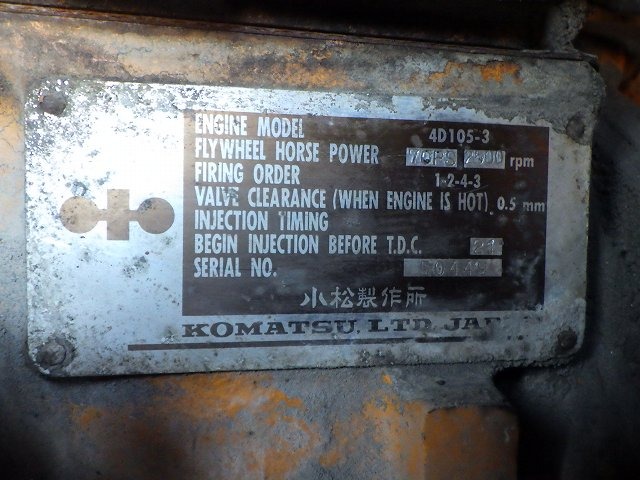 ENGINE MODEL 4D105-3
FLYWHEEL HORSE POWER rpm
FIRING ORDER 1-2-4-3
VALVE CLEARANCE (WHEN ENGINE IS HOT) 0.5 mm
INJECTION TIMING
BEGIN INJECTION BEFORE T.D.C.
SERIAL NO.
小松製作所
KOMATSU, LTD.